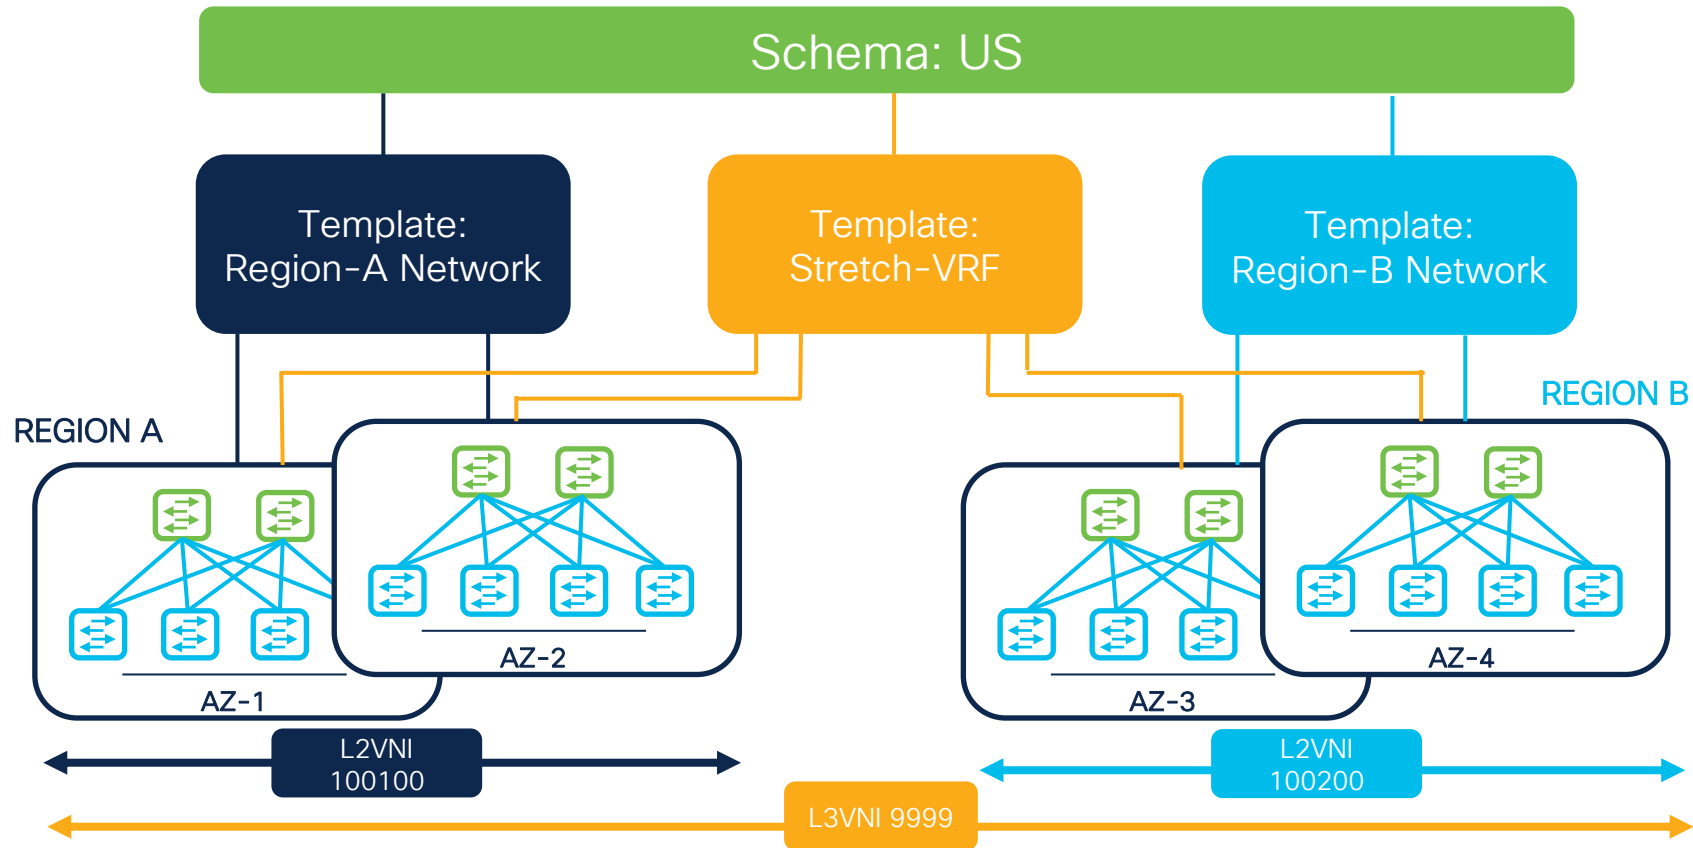 Schema: US
Template:
Region-A Network
Template:
Stretch-VRF
Template:
Region-B Network
REGION A
REGION B
AZ-1
AZ-2
AZ-3
AZ-4
L2VNI
100100
L2VNI
100200
L3VNI 9999